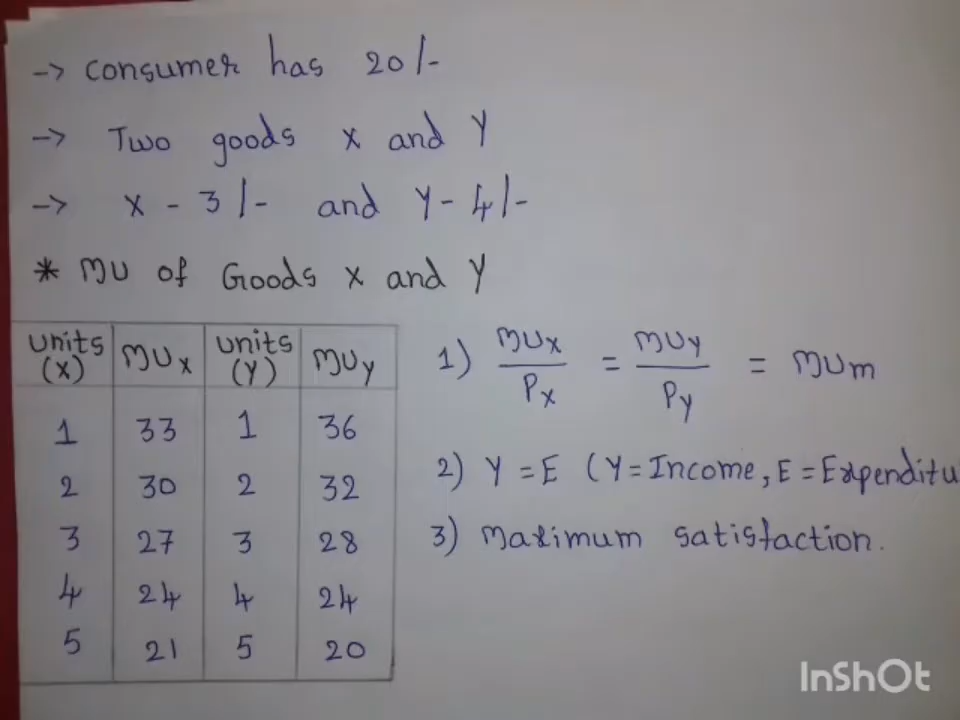 -> Consumer has 20/-
-> Two goods X and Y
-> X - 3/- and Y - 4/-
* MU of Goods X and Y
units (X) MUx units (Y) MUy
1 33 1 36
2 30 2 32
3 27 3 28
4 24 4 24
5 21 5 20
1) MUx/Px = MUy/Py = MUm
2) Y = E (Y = Income, E = Expenditu
3) Maximum satisfaction.
InShOt